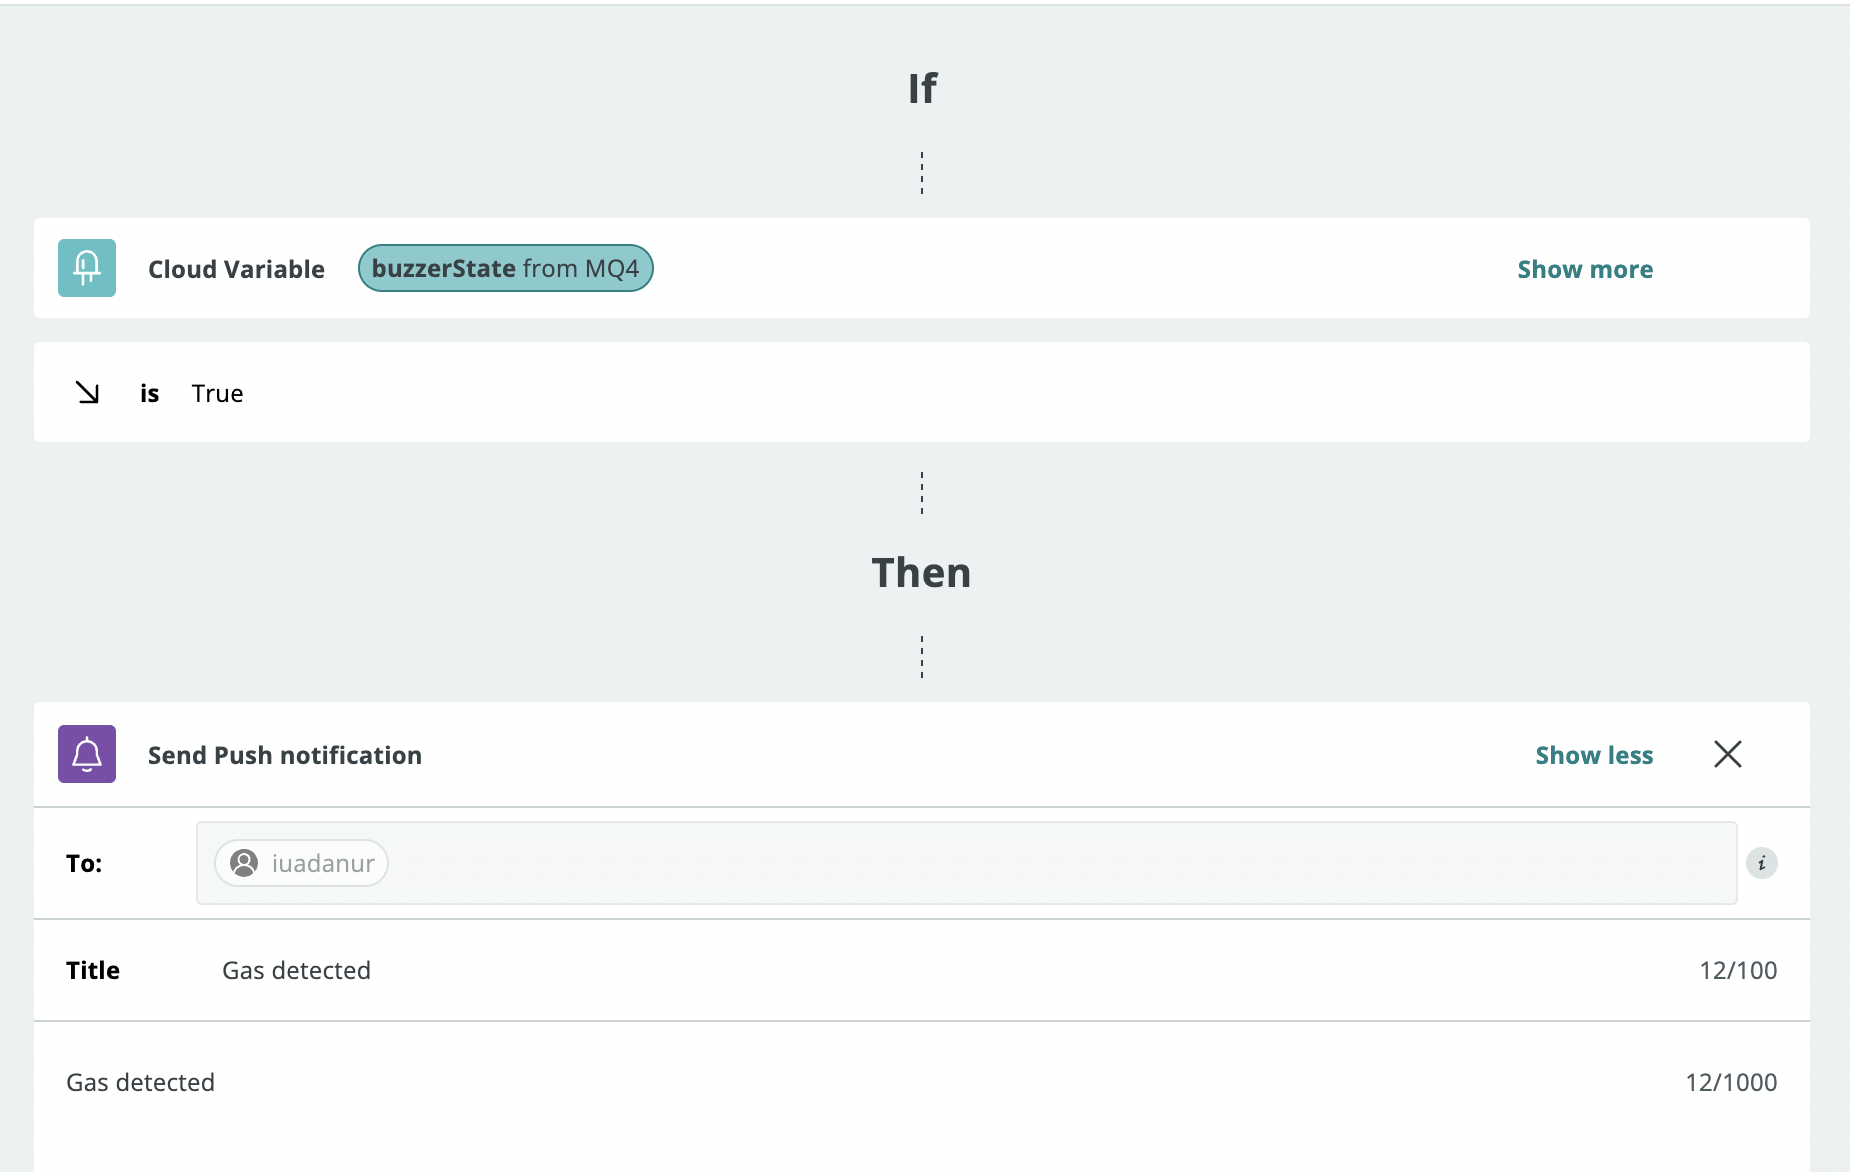 If
Cloud Variable buzzerState from MQ4 Show more
is True
Then
Send Push notification Show less
To: iuadanur i
Title Gas detected 12/100
Gas detected 12/1000